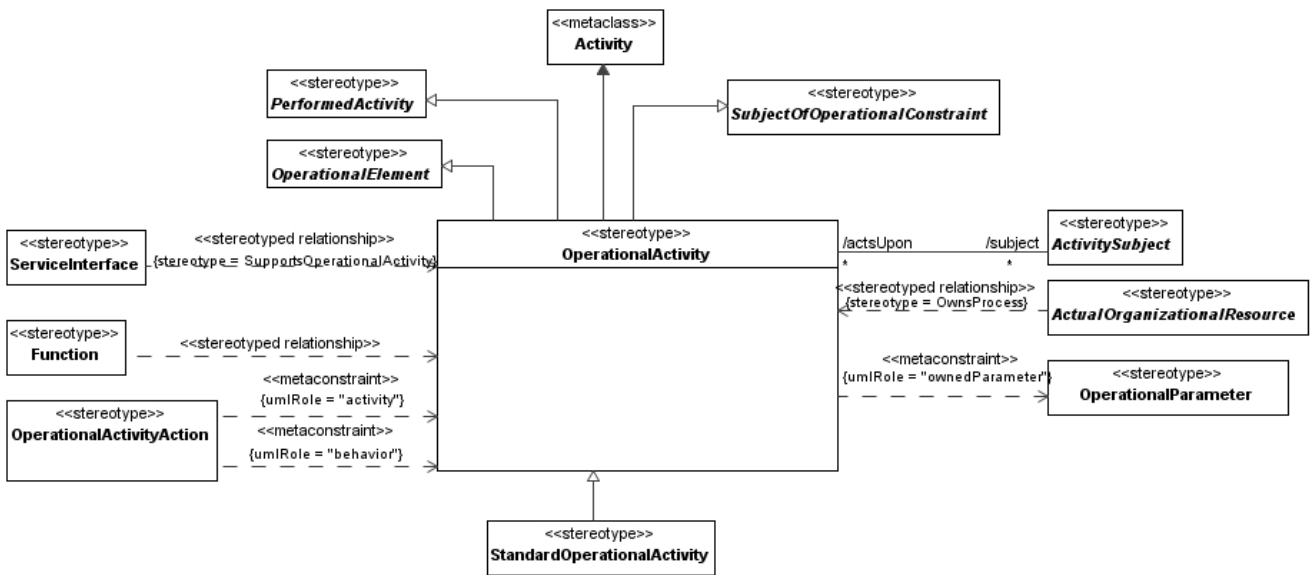 <<metaclass>>
Activity
<<stereotype>>
PerformedActivity
<<stereotype>>
SubjectOfOperationalConstraint
<<stereotype>>
OperationalElement
<<stereotype>>
OperationalActivity
<<stereotype>>
ServiceInterface
<<stereotyped relationship>>
{stereotype = SupportsOperationalActivity}
/actsUpon
*
/subject
*
<<stereotype>>
ActivitySubject
<<stereotyped relationship>>
{stereotype = OwnsProcess}
<<stereotype>>
ActualOrganizationalResource
<<stereotype>>
Function
<<stereotyped relationship>>
<<metaconstraint>>
{umlRole = "ownedParameter"}
<<stereotype>>
OperationalParameter
<<stereotype>>
OperationalActivityAction
<<metaconstraint>>
{umlRole = "activity"}
<<metaconstraint>>
{umlRole = "behavior"}
<<stereotype>>
StandardOperationalActivity